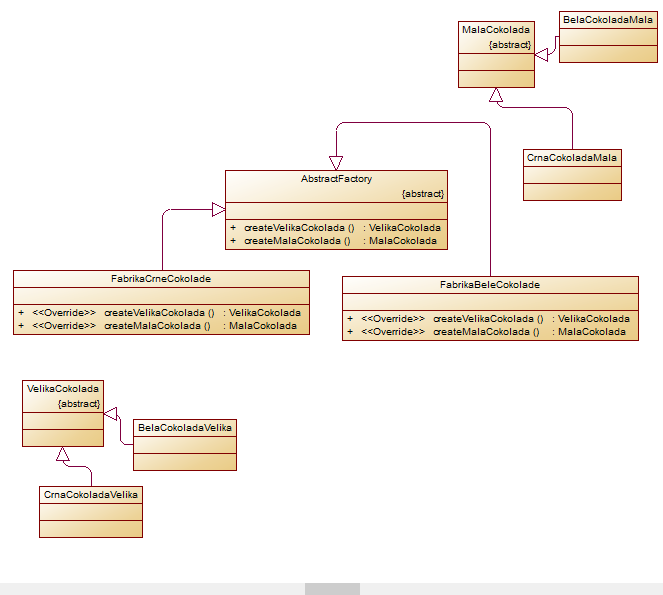 BelaCokoladaMala
MalaCokolada
{abstract}
CrnaCokoladaMala
AbstractFactory
{abstract}
+ createVelikaCokolada () : VelikaCokolada
+ createMalaCokolada () : MalaCokolada
FabrikaCrneCokolade
+ <<Override>> createVelikaCokolada () : VelikaCokolada
+ <<Override>> createMalaCokolada () : MalaCokolada
FabrikaBeleCokolade
+ <<Override>> createVelikaCokolada () : VelikaCokolada
+ <<Override>> createMalaCokolada () : MalaCokolada
VelikaCokolada
{abstract}
BelaCokoladaVelika
CrnaCokoladaVelika